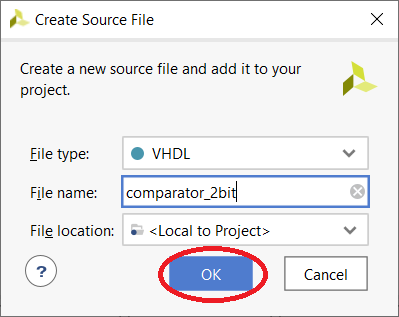 Create Source File
Create a new source file and add it to your
project.
File type: VHDL
File name: comparator_2bit
File location: <Local to Project>
? OK Cancel